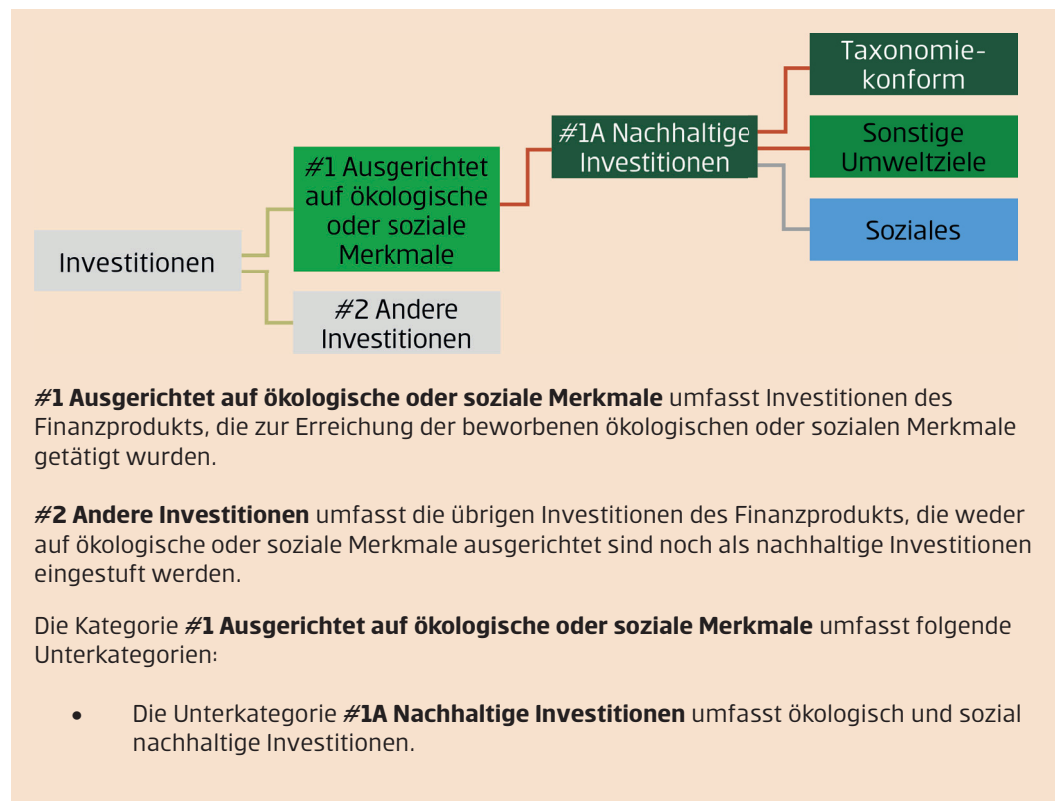 Taxonomie-
konform
#1A Nachhaltige
Investitionen
Sonstige
Umweltziele
#1 Ausgerichtet
auf ökologische
oder soziale
Merkmale
Soziales
Investitionen
#2 Andere
Investitionen
#1 Ausgerichtet auf ökologische oder soziale Merkmale umfasst Investitionen des
Finanzprodukts, die zur Erreichung der beworbenen ökologischen oder sozialen Merkmale
getätigt wurden.
#2 Andere Investitionen umfasst die übrigen Investitionen des Finanzprodukts, die weder
auf ökologische oder soziale Merkmale ausgerichtet sind noch als nachhaltige Investitionen
eingestuft werden.
Die Kategorie #1 Ausgerichtet auf ökologische oder soziale Merkmale umfasst folgende
Unterkategorien:
• Die Unterkategorie #1A Nachhaltige Investitionen umfasst ökologisch und sozial
nachhaltige Investitionen.